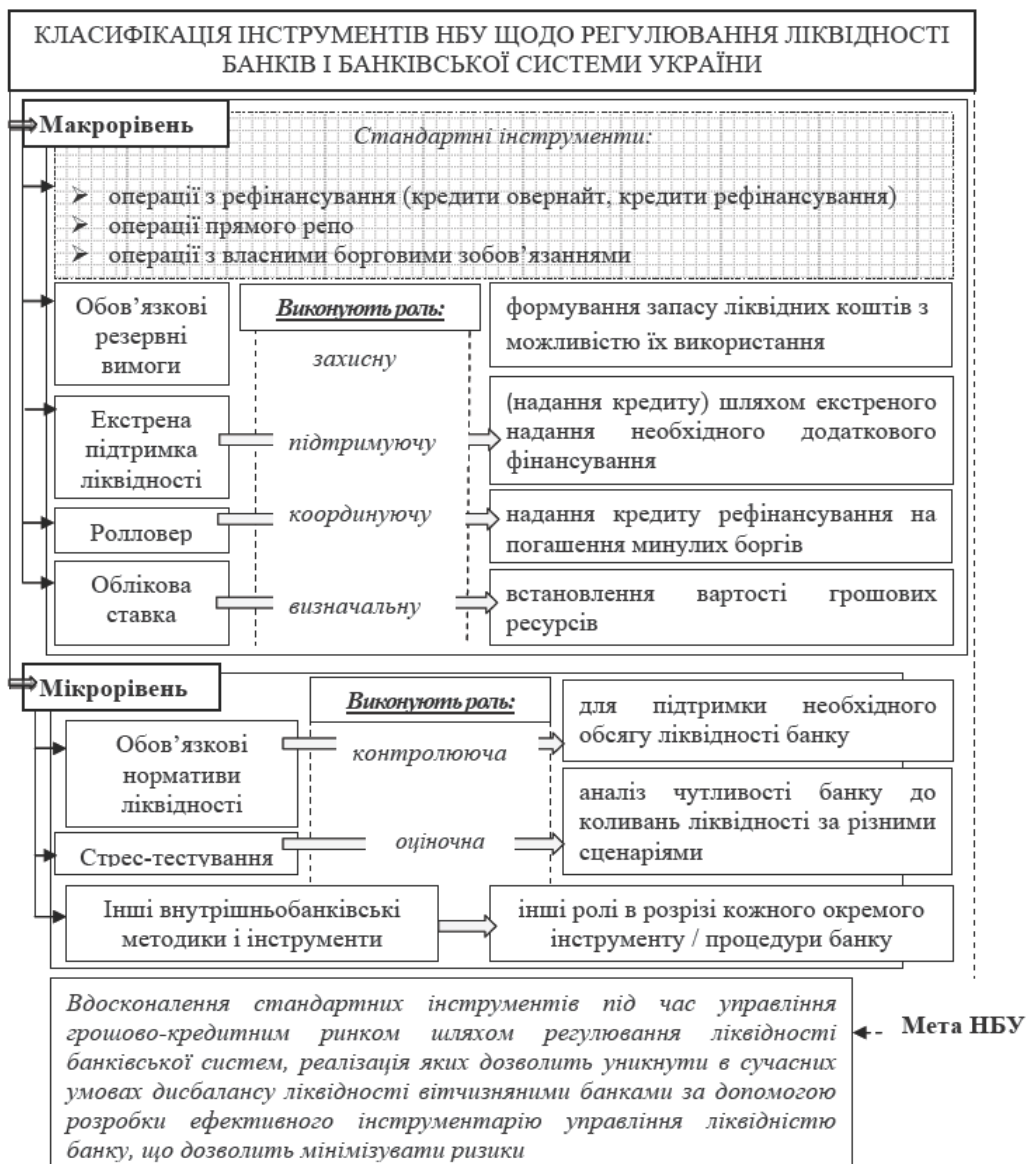 КЛАСИФІКАЦІЯ ІНСТРУМЕНТІВ НБУ ЩОДО РЕГУЛЮВАННЯ ЛІКВІДНОСТІ
БАНКІВ І БАНКІВСЬКОЇ СИСТЕМИ УКРАЇНИ
Макрорівень
Стандартні інструменти:
➢ операції з рефінансування (кредити овернайт, кредити рефінансування)
➢ операції прямого репо
➢ операції з власними борговими зобов’язаннями
Обов’язкові
резервні
вимоги
Виконують роль:
захисну
формування запасу ліквідних коштів з
можливістю їх використання
Екстрена
підтримка
ліквідності
підтримуючу
(надання кредиту) шляхом екстреного
надання необхідного додаткового
фінансування
Ролловер
координуючу
надання кредиту рефінансування на
погашення минулих боргів
Облікова
ставка
визначальну
встановлення вартості грошових
ресурсів
Мікрорівень
Виконують роль:
Обов’язкові
нормативи
ліквідності
контролююча
для підтримки необхідного
обсягу ліквідності банку
Стрес-тестування
оціночна
аналіз чутливості банку до
коливань ліквідності за різними
сценаріями
Інші внутрішньобанківські
методики і інструменти
інші ролі в розрізі кожного окремого
інструменту / процедури банку
Вдосконалення стандартних інструментів під час управління
грошово-кредитним ринком шляхом регулювання ліквідності
банківської систем, реалізація яких дозволить уникнути в сучасних
умовах дисбалансу ліквідності вітчизняними банками за допомогою
розробки ефективного інструментарію управління ліквідністю
банку, що дозволить мінімізувати ризики
Мета НБУ